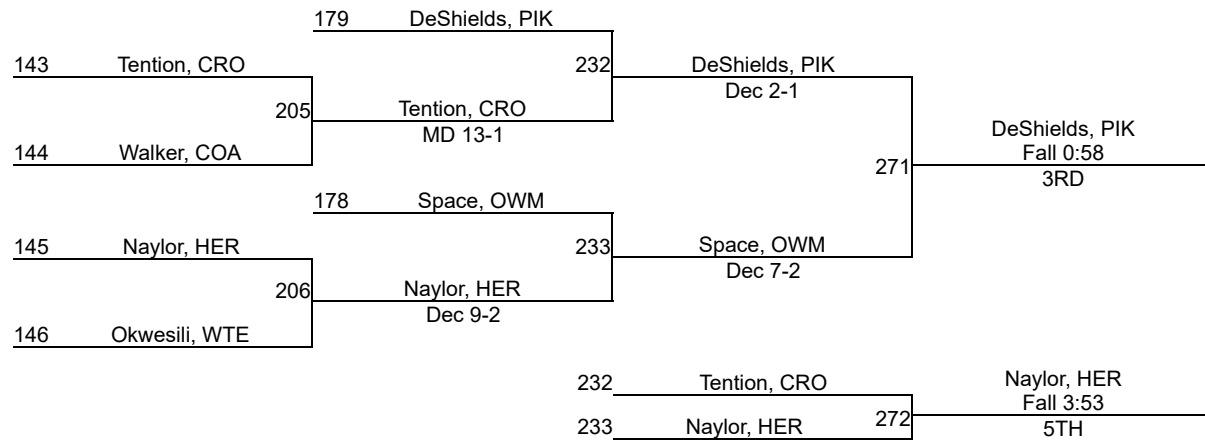 179 DeShields, PIK
143 Tention, CRO
232 DeShields, PIK
Dec 2-1
205 Tention, CRO
MD 13-1
144 Walker, COA
271 DeShields, PIK
Fall 0:58
3RD
178 Space, OWM
145 Naylor, HER
233 Space, OWM
Dec 7-2
206 Naylor, HER
Dec 9-2
146 Okwesili, WTE
232 Tention, CRO
233 Naylor, HER
272 Naylor, HER
Fall 3:53
5TH